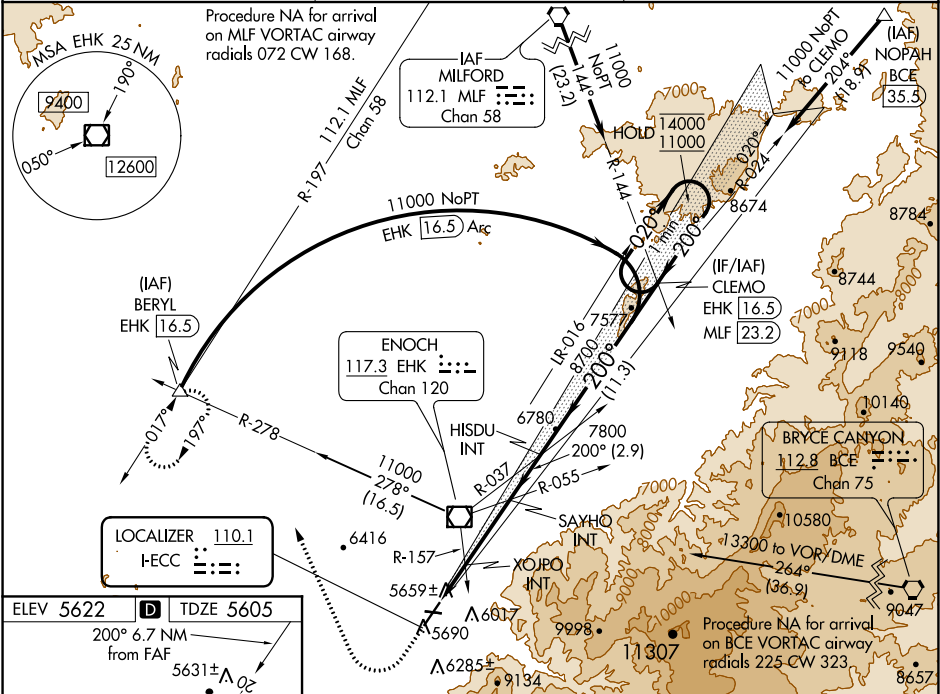 Procedure NA for arrival
on MLF VORTAC airway
radials 072 CW 168.
MSA EHK 25 NM
190°
9400
050°
12600
112.1 MLF
Chan 58
R-197
IAF
MILFORD
112.1 MLF
Chan 58
11000
NoPT
144°
(23.2)
R-144
11000 NoPT
to CLEMO
204°
(18.9)
(IAF)
NOPAH
BCE
35.5
7000
HOLD
14000
11000
020°
R-024
8674
8784
11000 NoPT
EHK 16.5 Arc
020°
1 min
200°
(IF/IAF)
CLEMO
EHK 16.5
MLF 23.2
8744
7000
(IAF)
BERYL
EHK 16.5
7577
LR-016
8700
200°
(11.3)
9118
9540
ENOCH
117.3 EHK
Chan 120
10140
017°
197°
R-278
6780
HISDU
INT
7800
200° (2.9)
BRYCE CANYON
112.8 BCE
Chan 75
11000
278°
(16.5)
R-037
R-055
SAYHO
INT
10580
LOCALIZER 110.1
I-ECC
6416
R-157
XOJPO
INT
13300 to VOR/DME
264°
(36.9)
5659±
9047
ELEV 5622
D
TDZE 5605
6017
5690
9298
11307
Procedure NA for arrival
on BCE VORTAC airway
radials 225 CW 323.
200° 6.7 NM
from FAF
5631±
20
6285±
9134
8657